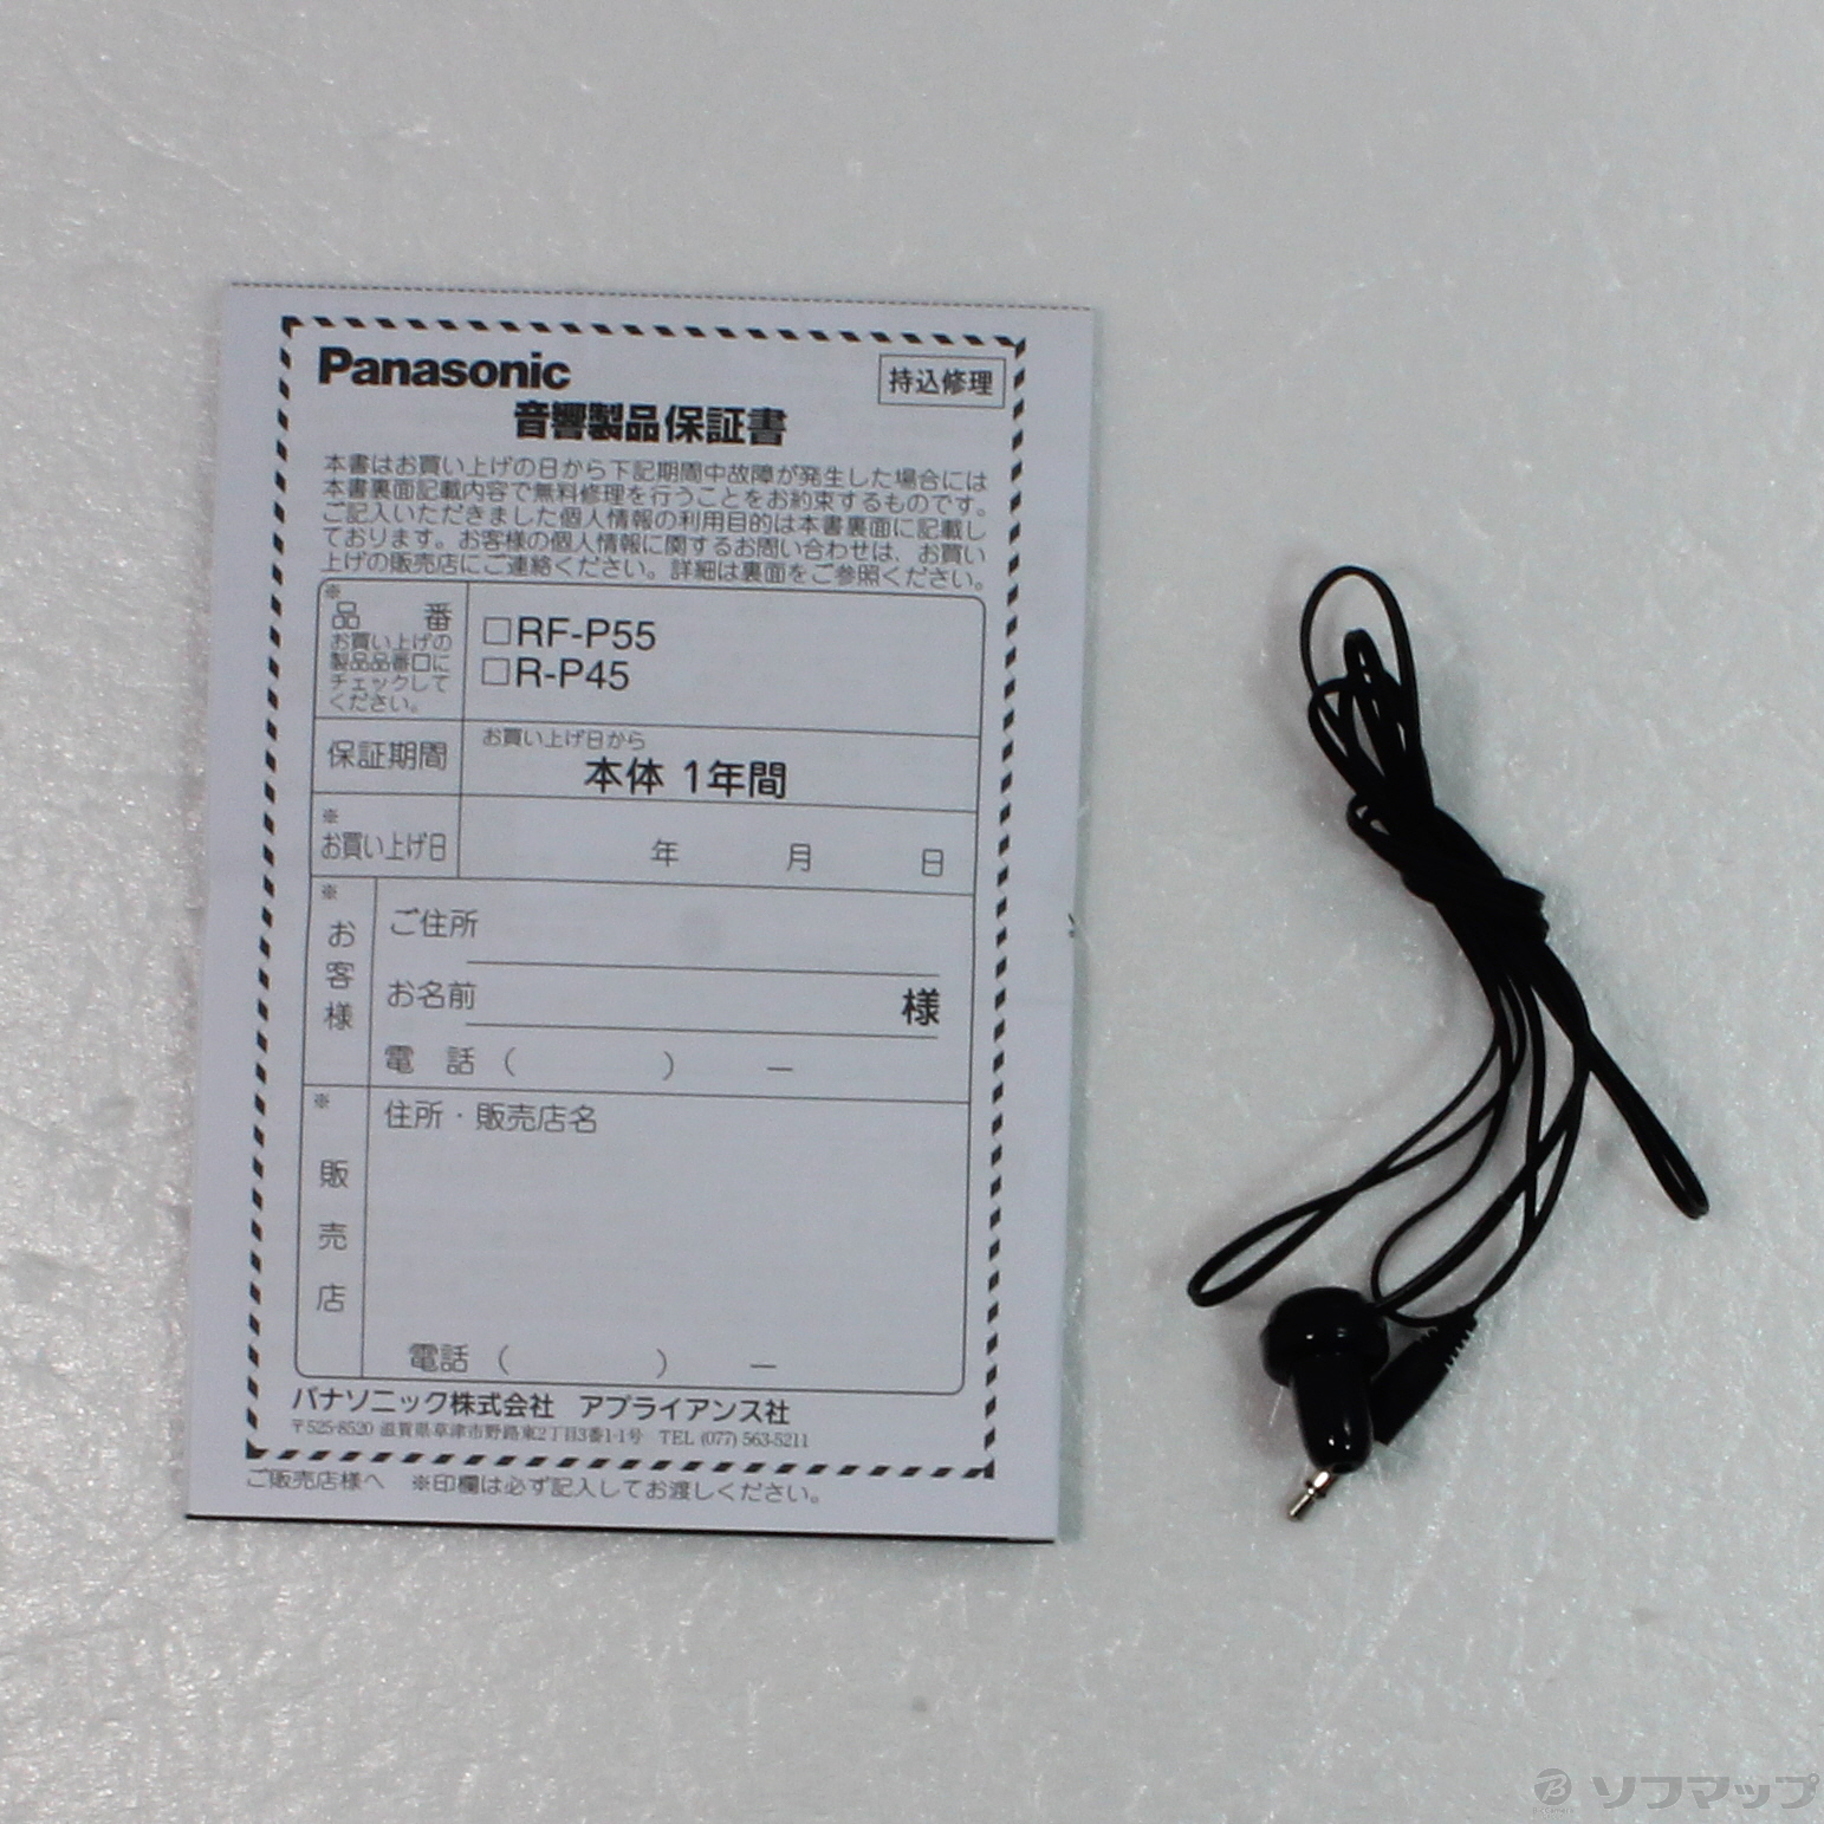 Panasonic
持込修理
音響製品保証書
本書はお買い上げの日から下記期間中故障が発生した場合には
本書裏面記載内容で無料修理を行うことをお約束するものです。
ご記入いただきました個人情報の利用目的は本書裏面に記載し
ております。お客様の個人情報に関するお問い合わせは、お買い
上げの販売店にご連絡ください。詳細は裏面をご参照ください。
※
品番
お買い上げの
製品品番□に
チェックして
ください。
□RF-P55
□R-P45
保証期間
お買い上げ日から
本体 1年間
※
お買い上げ日
年 月 日
※
お客様
ご住所
お名前 様
電話 ( ) ー
※
販売店
住所・販売店名
電話 ( ) ー
パナソニック株式会社 アプライアンス社
〒525-8520 滋賀県草津市野路東2丁目3番1-1号 TEL (077) 563-5211
ご販売店様へ ※印欄は必ず記入してお渡しください。
ソフマップ